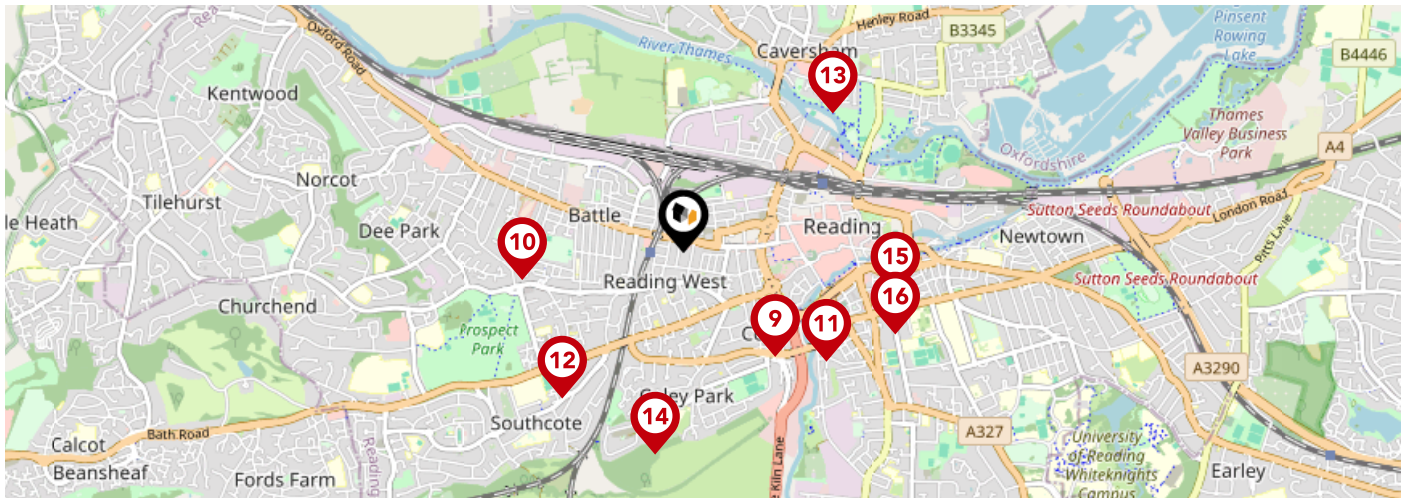 Henley Road
B3345
Pinsent
Rowing
Lake
B4446
Oxford Road
River Thames
Caversham
13
Kentwood
Thames
Valley Business
Park
A4
Oxfordshire
Norcot
Tilehurst
le Heath
Battle
Dee Park
Reading
Sutton Seeds Roundabout
London Road
Newtown
Pitts Lane
10
15
Reading West
Sutton Seeds Roundabout
Churchend
16
9
11
Prospect
Park
12
A3290
Coley Park
14
Southcote
Bath Road
A327
Calcot
Beansheaf
Reading
Kiln Lane
University
of Reading
Whiteknights
Campus
Fords Farm
Earley